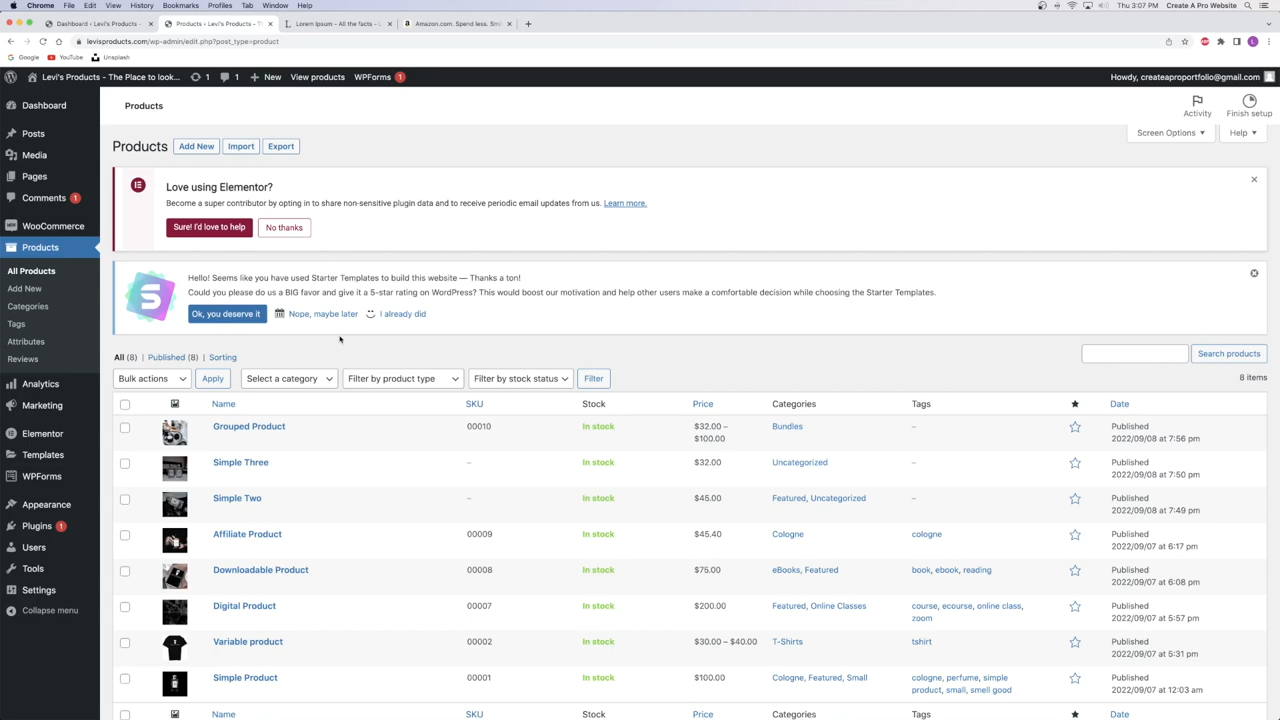 Chrome File Edit View History Bookmarks Profiles Tab Window Help
Thu 3:07 PM Create A Pro Website
Dashboard ‹ Levi's Products -
Products ‹ Levi's Products – T
Lorem Ipsum - All the facts - L
Amazon.com. Spend less. Smi
levisproducts.com/wp-admin/edit.php?post_type=product
Google YouTube Unsplash
Levi's Products - The Place to look... 1 1 New View products WPForms 1
Howdy, createaproportfolio@gmail.com
Dashboard
Posts
Media
Pages
Comments 1
WooCommerce
Products
All Products
Add New
Categories
Tags
Attributes
Reviews
Analytics
Marketing
Elementor
Templates
WPForms
Appearance
Plugins 1
Users
Tools
Settings
Collapse menu
Products
Activity
Finish setup
Screen Options
Help
Products Add New Import Export
Love using Elementor?
Become a super contributor by opting in to share non-sensitive plugin data and to receive periodic email updates from us. Learn more.
Sure! I'd love to help No thanks
Hello! Seems like you have used Starter Templates to build this website — Thanks a ton!
Could you please do us a BIG favor and give it a 5-star rating on WordPress? This would boost our motivation and help other users make a comfortable decision while choosing the Starter Templates.
Ok, you deserve it Nope, maybe later I already did
All (8) | Published (8) | Sorting
Search products
Bulk actions Apply Select a category Filter by product type Filter by stock status Filter
8 items
Name SKU Stock Price Categories Tags Date
Grouped Product 00010 In stock $32.00 – Bundles – Published
$100.00 2022/09/08 at 7:56 pm
Simple Three – In stock $32.00 Uncategorized – Published
2022/09/08 at 7:50 pm
Simple Two – In stock $45.00 Featured, Uncategorized – Published
2022/09/08 at 7:49 pm
Affiliate Product 00009 In stock $45.40 Cologne cologne Published
2022/09/07 at 6:17 pm
Downloadable Product 00008 In stock $75.00 eBooks, Featured book, ebook, reading Published
2022/09/07 at 6:08 pm
Digital Product 00007 In stock $200.00 Featured, Online Classes course, ecourse, online class, Published
zoom 2022/09/07 at 5:57 pm
Variable product 00002 In stock $30.00 – $40.00 T-Shirts tshirt Published
2022/09/07 at 5:31 pm
Simple Product 00001 In stock $100.00 Cologne, Featured, Small cologne, perfume, simple Published
product, small, smell good 2022/09/07 at 12:03 am
Name SKU Stock Price Categories Tags Date